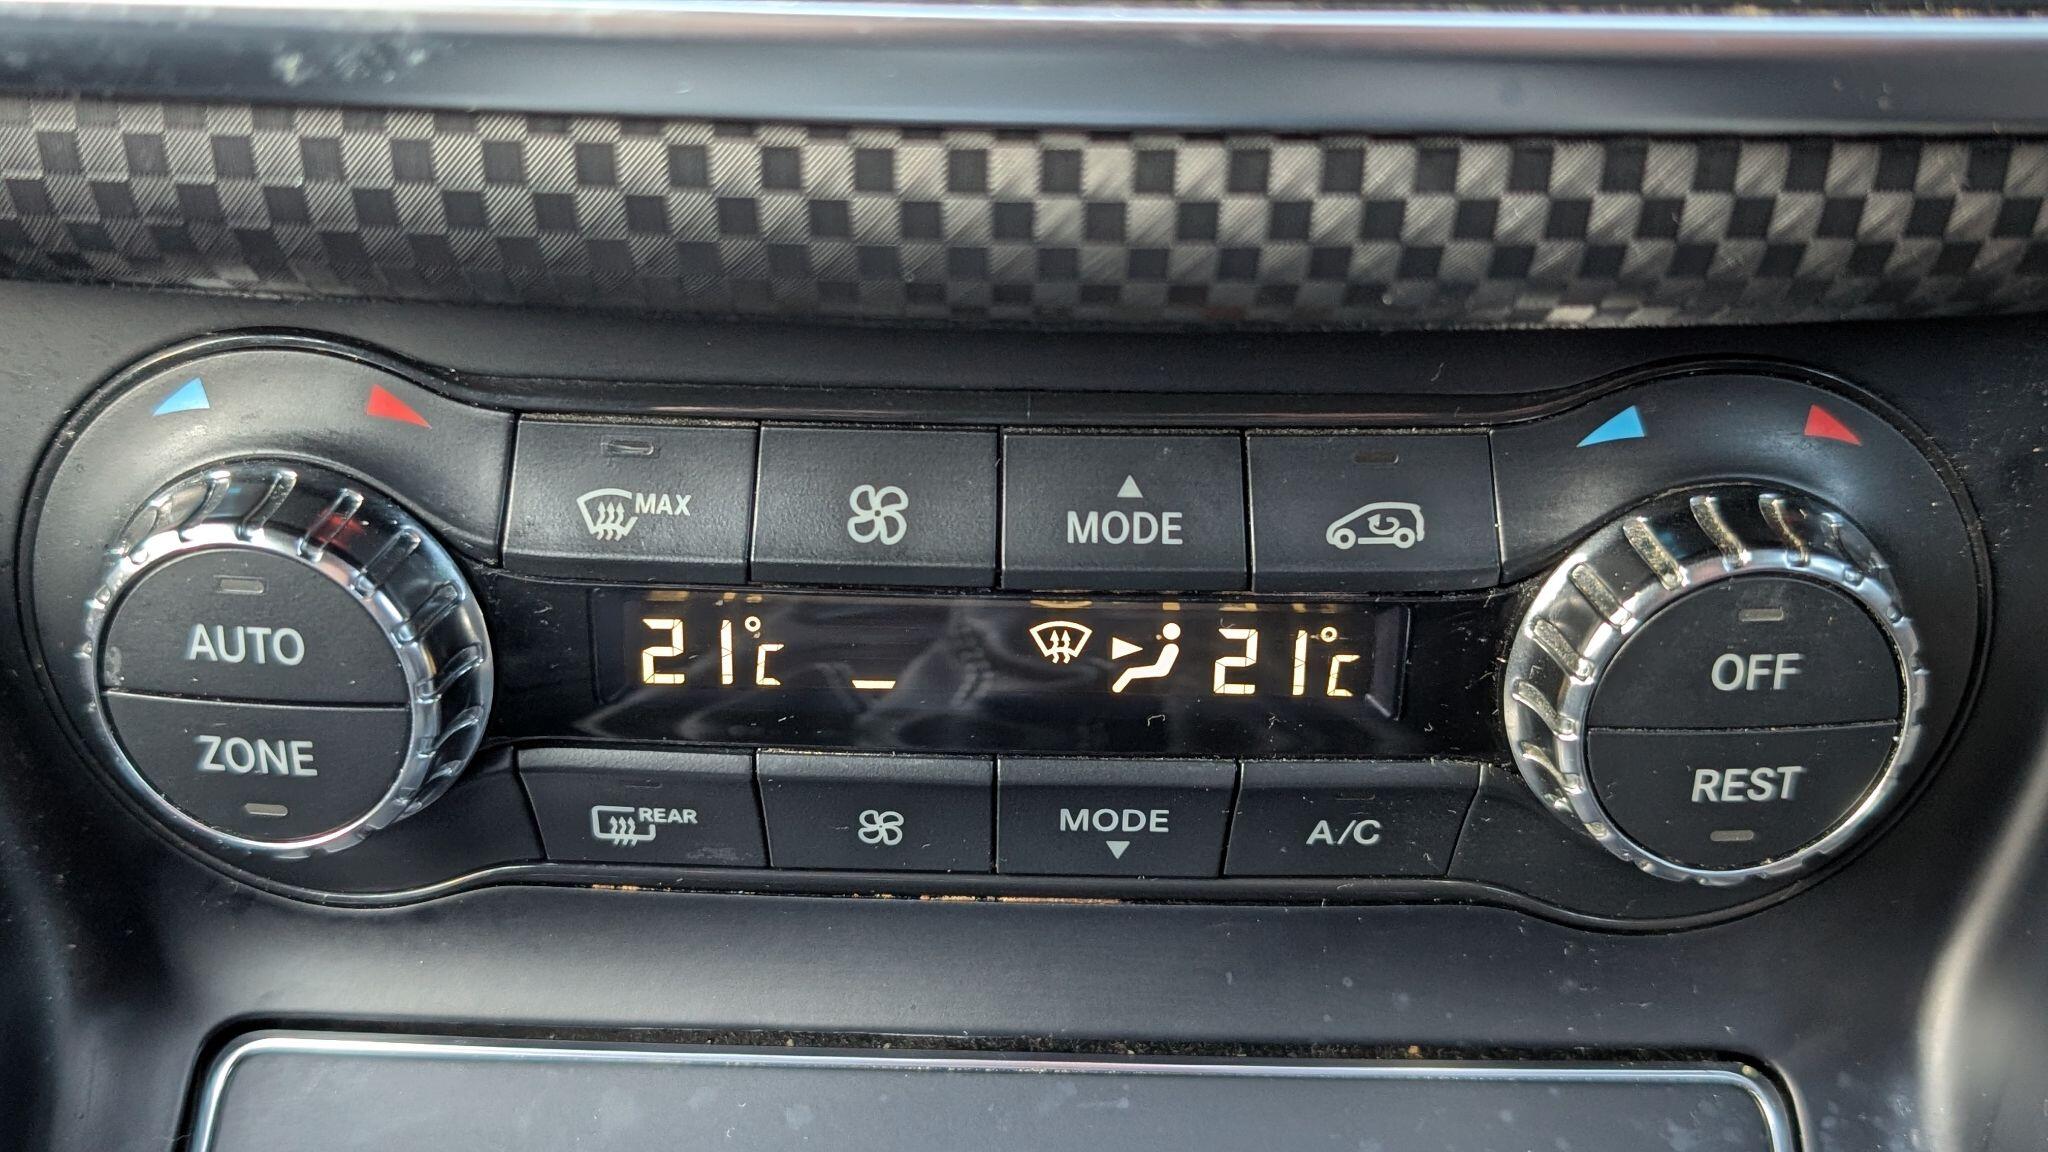 MAX
MODE
AUTO
21°C
21°C
OFF
ZONE
REST
REAR
MODE
A/C